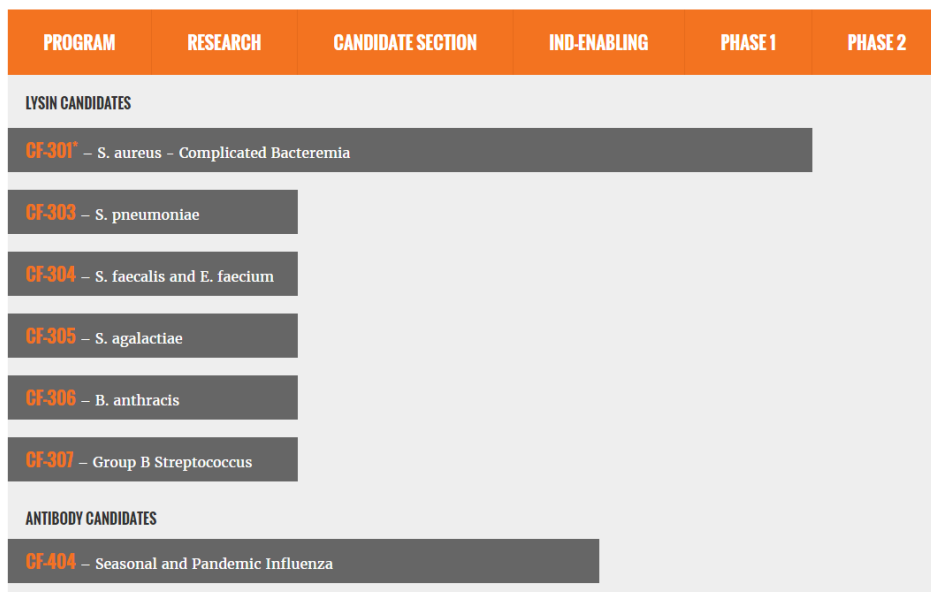 PROGRAM RESEARCH CANDIDATE SECTION IND-ENABLING PHASE 1 PHASE 2
LYSIN CANDIDATES
CF-301* – S. aureus - Complicated Bacteremia
CF-303 – S. pneumoniae
CF-304 – S. faecalis and E. faecium
CF-305 – S. agalactiae
CF-306 – B. anthracis
CF-307 – Group B Streptococcus
ANTIBODY CANDIDATES
CF-404 – Seasonal and Pandemic Influenza